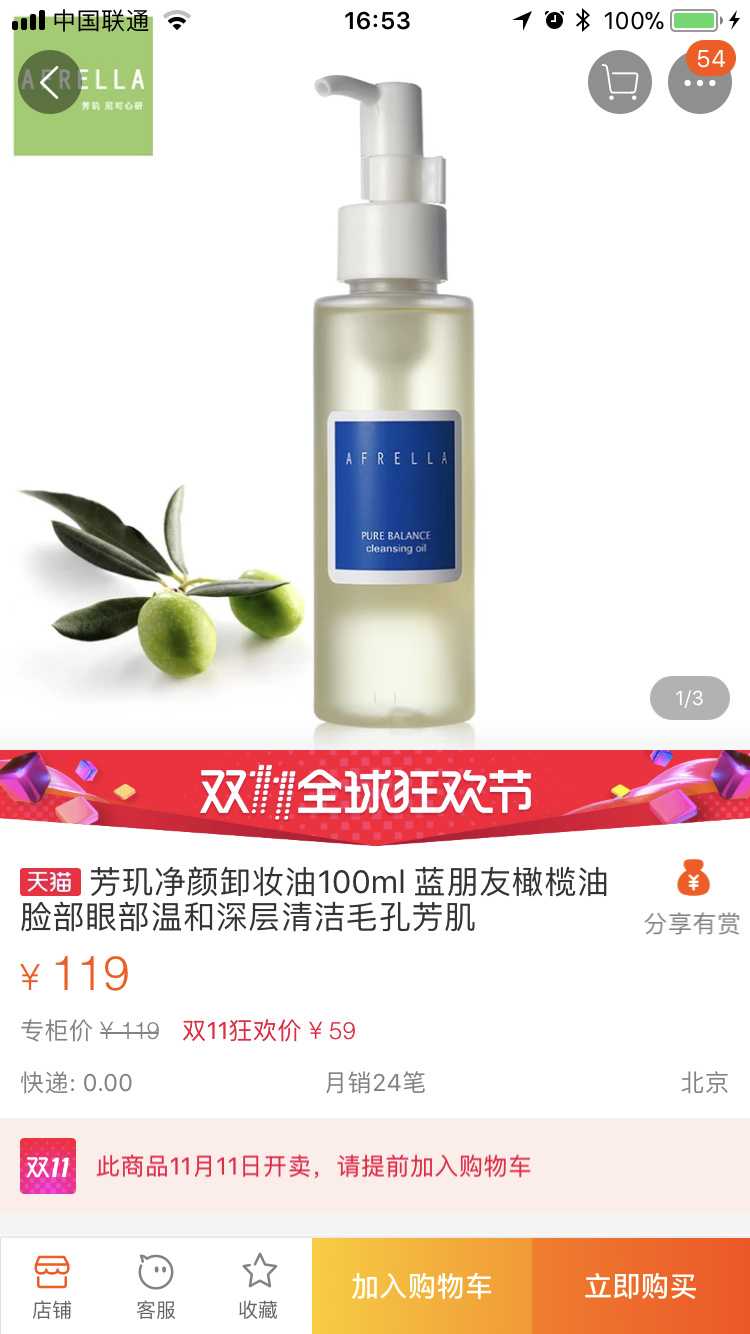 中国联通
16:53
100%
AFRELLA
芳玑 肌可心研
54
AFRELLA
PURE BALANCE
cleansing oil
1/3
双11全球狂欢节
天猫 芳玑净颜卸妆油100ml 蓝朋友橄榄油
脸部眼部温和深层清洁毛孔芳肌
分享有赏
¥ 119
专柜价 ¥ 119 双11狂欢价 ¥ 59
快递: 0.00
月销24笔
北京
双11
此商品11月11日开卖，请提前加入购物车
店铺
客服
收藏
加入购物车
立即购买